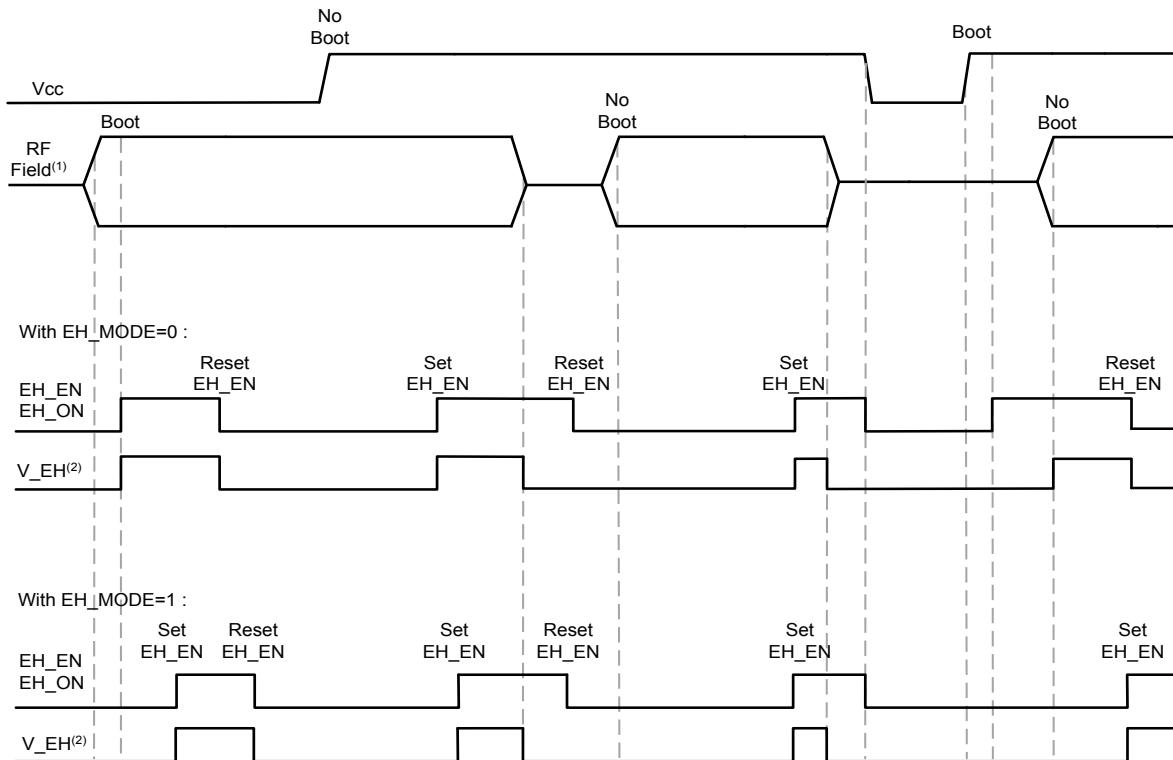 No
Boot
Boot
Vcc
Boot
No
Boot
No
Boot
RF
Field(1)
With EH_MODE=0 :
Reset
EH_EN
Set
EH_EN
Reset
EH_EN
Set
EH_EN
Reset
EH_EN
EH_EN
EH_ON
V_EH(2)
With EH_MODE=1 :
Set
EH_EN
Reset
EH_EN
Set
EH_EN
Reset
EH_EN
Set
EH_EN
Set
EH_EN
EH_EN
EH_ON
V_EH(2)